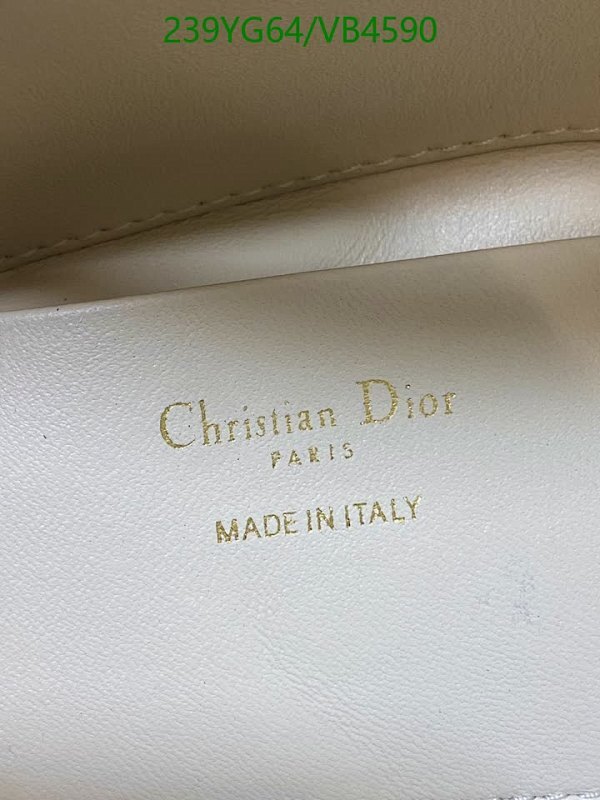 239YG64/VB4590
Christian Dior
PARIS
MADE IN ITALY